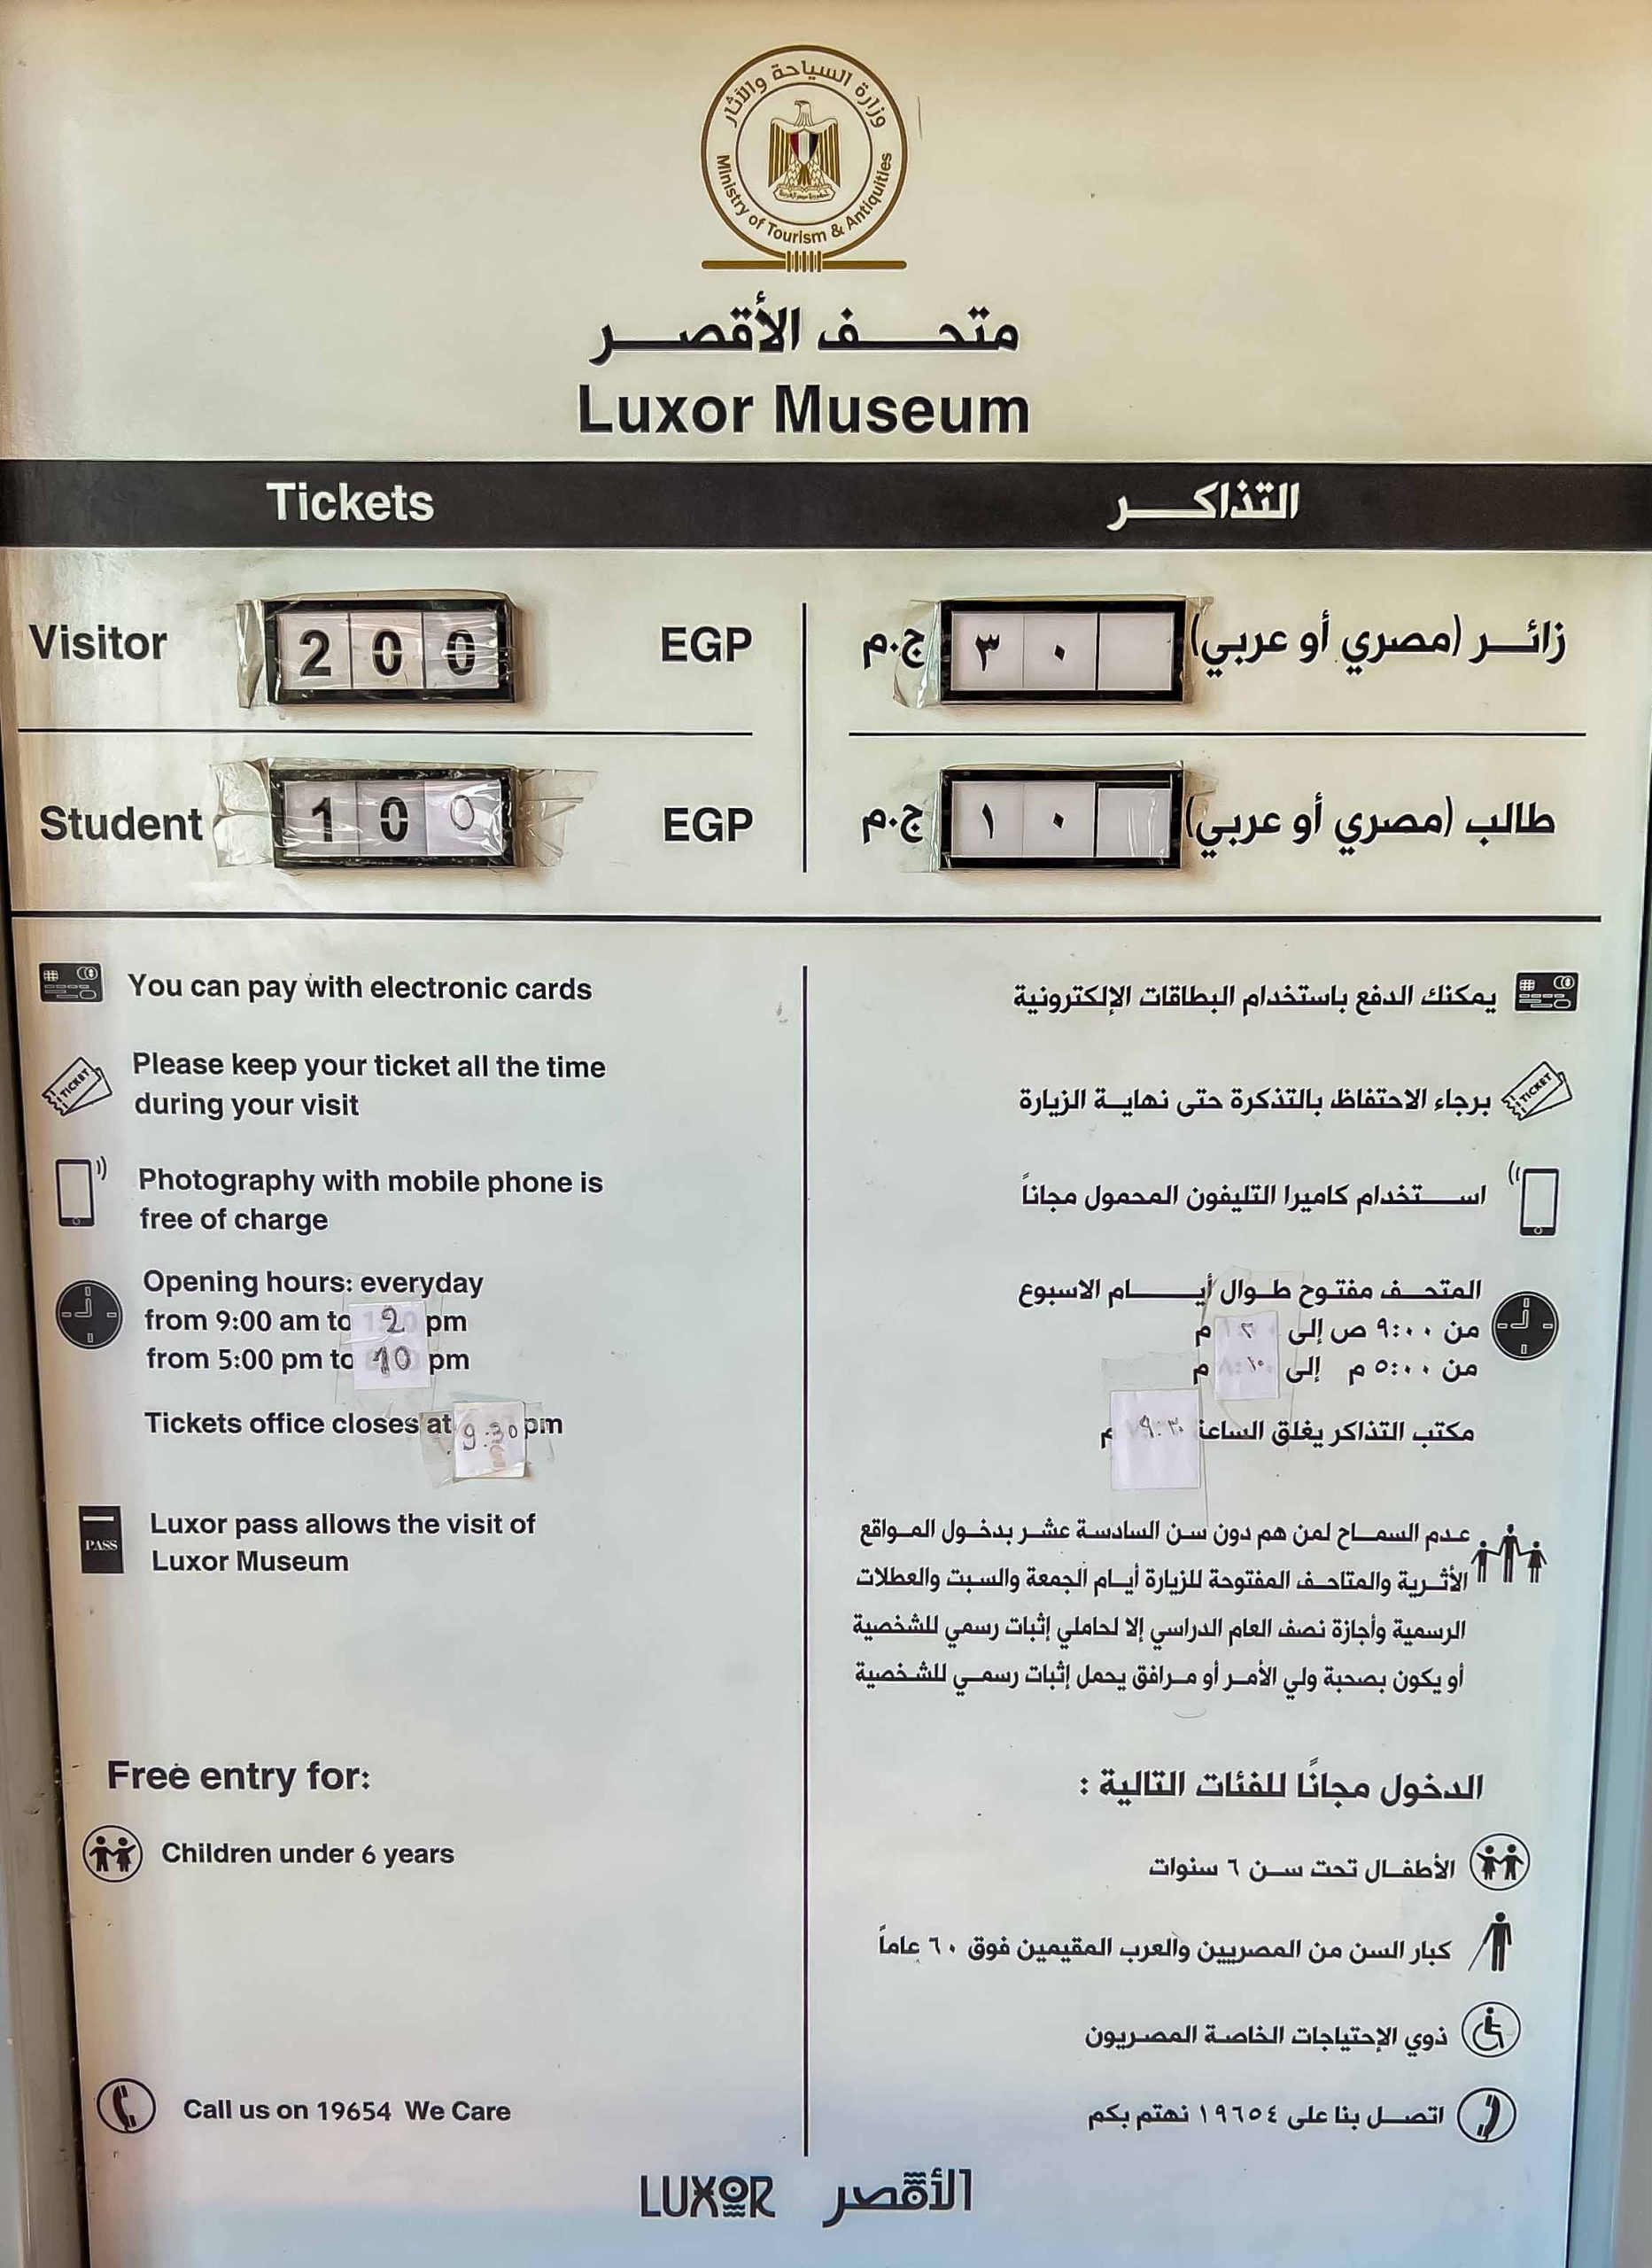 وزارة السياحة والآثار
Ministry of Tourism & Antiquities
متحف الأقصر
Luxor Museum
Tickets
التذاكر
Visitor 200 EGP
زائر (مصري أو عربي) ٣٠ ج.م
Student 100 EGP
طالب (مصري أو عربي) ١٠ ج.م
You can pay with electronic cards
TICKET
Please keep your ticket all the time
during your visit
Photography with mobile phone is
free of charge
Opening hours: everyday
from 9:00 am to 2 pm
from 5:00 pm to 10 pm
Tickets office closes at 9:30 pm
PASS
Luxor pass allows the visit of
Luxor Museum
Free entry for:
Children under 6 years
Call us on 19654 We Care
يمكنك الدفع باستخدام البطاقات الإلكترونية
TICKET
برجاء الاحتفاظ بالتذكرة حتى نهاية الزيارة
استخدام كاميرا التليفون المحمول مجاناً
المتحف مفتوح طوال أيام الاسبوع
من ٩:٠٠ ص إلى ٢ م
من ٥:٠٠ م إلى ١٠ م
مكتب التذاكر يغلق الساعة ٩:٣٠ م
عدم السماح لمن هم دون سن السادسة عشر بدخول المواقع
الأثرية والمتاحف المفتوحة للزيارة أيام الجمعة والسبت والعطلات
الرسمية وأجازة نصف العام الدراسي إلا لحاملي إثبات رسمي للشخصية
أو يكون بصحبة ولي الأمر أو مرافق يحمل إثبات رسمي للشخصية
الدخول مجانًا للفئات التالية :
الأطفال تحت سن ٦ سنوات
كبار السن من المصريين والعرب المقيمين فوق ٦٠ عاماً
ذوي الإحتياجات الخاصة المصريون
اتصل بنا على ١٩٦٥٤ نهتم بكم
LUXOR الأقصر